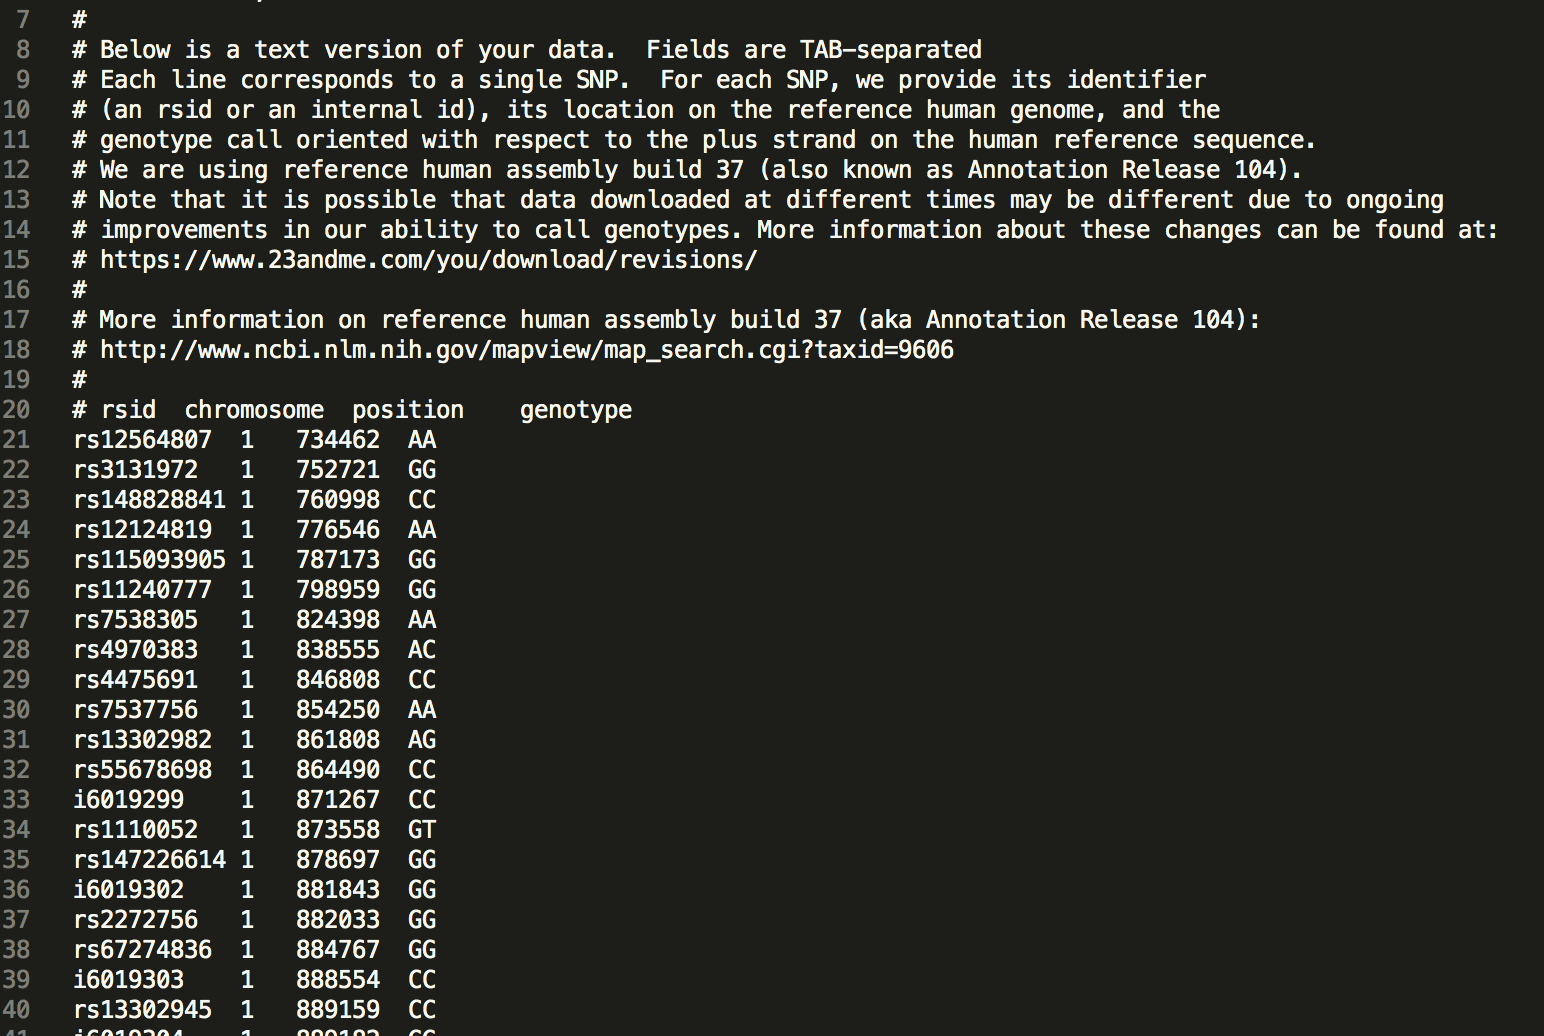 7 #
8 # Below is a text version of your data.  Fields are TAB-separated
9 # Each line corresponds to a single SNP.  For each SNP, we provide its identifier
10 # (an rsid or an internal id), its location on the reference human genome, and the
11 # genotype call oriented with respect to the plus strand on the human reference sequence.
12 # We are using reference human assembly build 37 (also known as Annotation Release 104).
13 # Note that it is possible that data downloaded at different times may be different due to ongoing
14 # improvements in our ability to call genotypes. More information about these changes can be found at:
15 # https://www.23andme.com/you/download/revisions/
16 #
17 # More information on reference human assembly build 37 (aka Annotation Release 104):
18 # http://www.ncbi.nlm.nih.gov/mapview/map_search.cgi?taxid=9606
19 #
20 # rsid chromosome position genotype
21 rs12564807 1 734462 AA
22 rs3131972 1 752721 GG
23 rs148828841 1 760998 CC
24 rs12124819 1 776546 AA
25 rs115093905 1 787173 GG
26 rs11240777 1 798959 GG
27 rs7538305 1 824398 AA
28 rs4970383 1 838555 AC
29 rs4475691 1 846808 CC
30 rs7537756 1 854250 AA
31 rs13302982 1 861808 AG
32 rs55678698 1 864490 CC
33 i6019299 1 871267 CC
34 rs1110052 1 873558 GT
35 rs147226614 1 878697 GG
36 i6019302 1 881843 GG
37 rs2272756 1 882033 GG
38 rs67274836 1 884767 GG
39 i6019303 1 888554 CC
40 rs13302945 1 889159 CC
41 i6019304 1